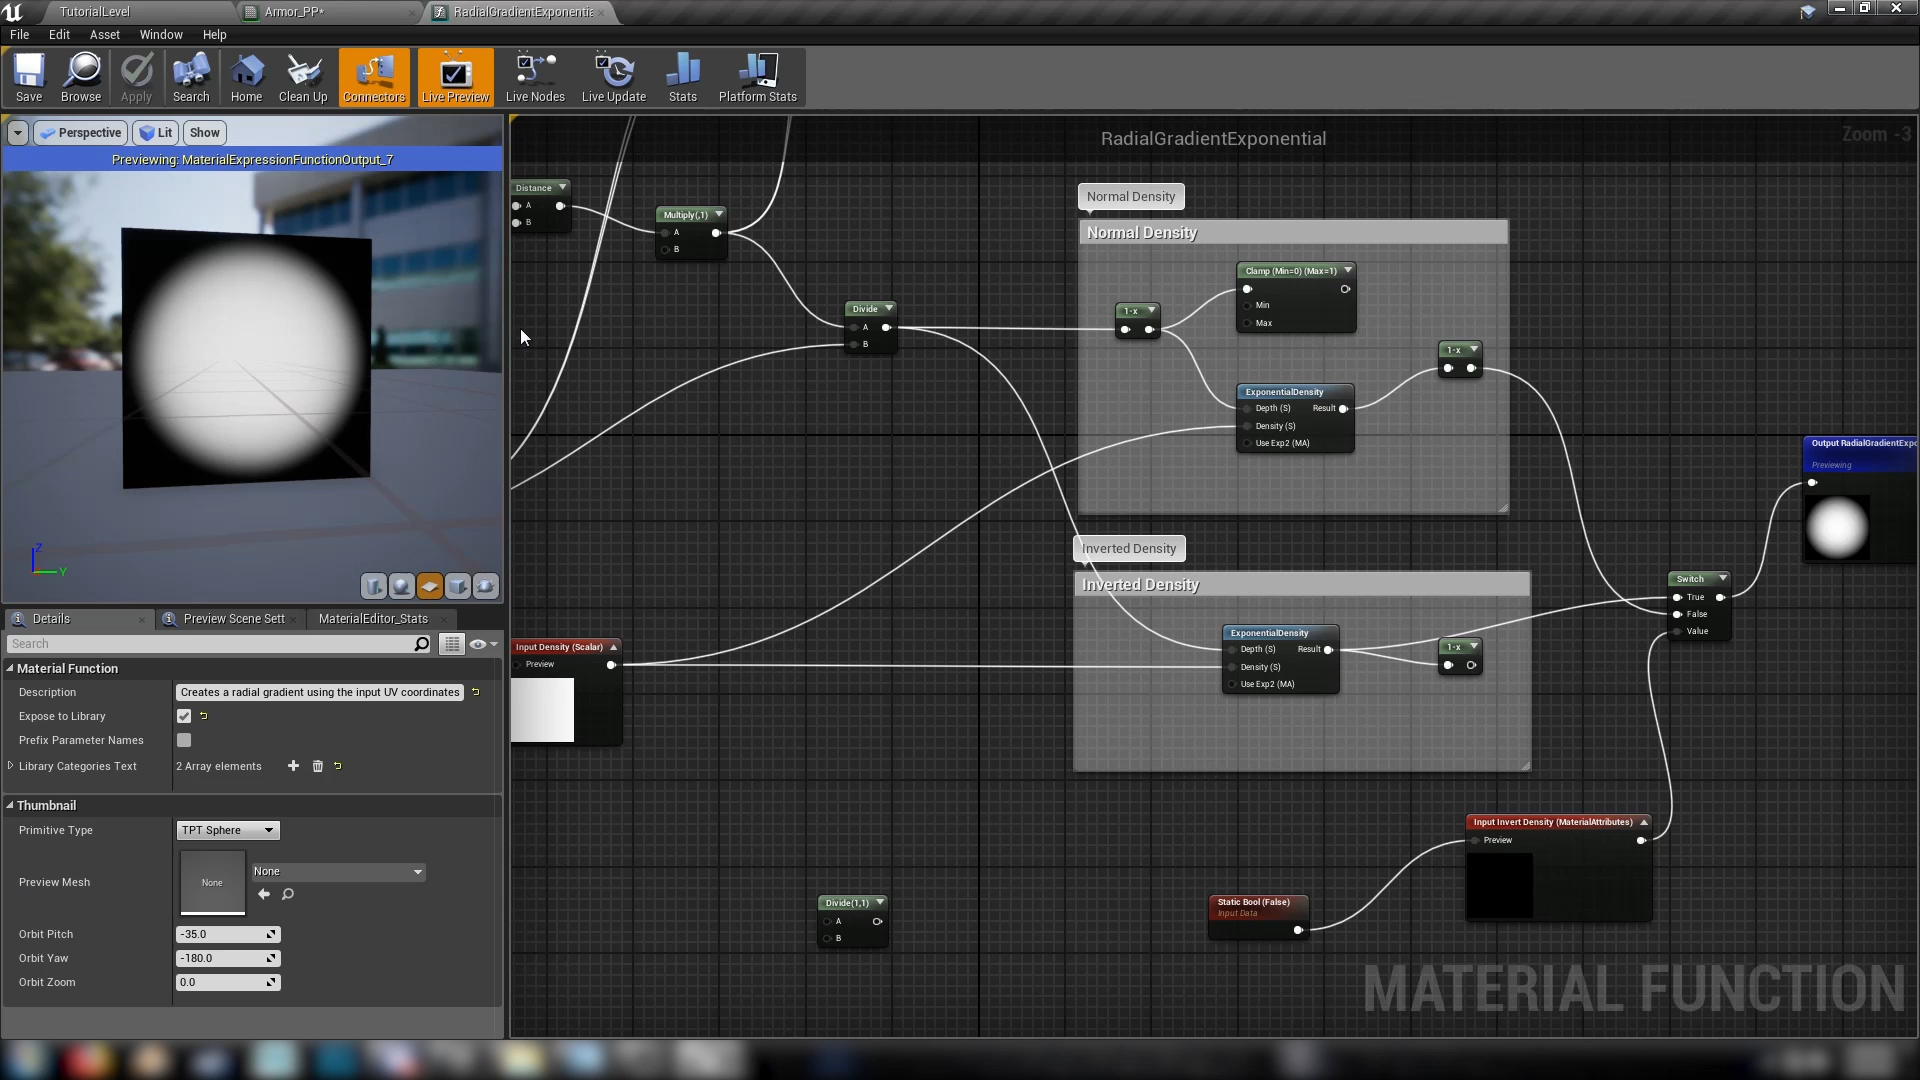 TutorialLevel
Armor_PP*
RadialGradientExponentia
File Edit Asset Window Help
Save Browse Apply Search Home Clean Up Connectors Live Preview Live Nodes Live Update Stats Platform Stats
Perspective Lit Show
Previewing: MaterialExpressionFunctionOutput_7
Z
Y
RadialGradientExponential
Zoom -3
Distance
A
B
Multiply(,1)
A
B
Divide
A
B
Normal Density
Normal Density
1-x
Clamp (Min=0) (Max=1)
Min
Max
ExponentialDensity
Depth (S) Result
Density (S)
Use Exp2 (MA)
1-x
Inverted Density
Inverted Density
ExponentialDensity
Depth (S) Result
Density (S)
Use Exp2 (MA)
1-x
Output RadialGradientExpo
Previewing
Switch
True
False
Value
Input Density (Scalar)
Preview
Input Invert Density (MaterialAttributes)
Preview
Static Bool (False)
Input Data
Divide(1,1)
A
B
MATERIAL FUNCTION
Details Preview Scene Sett MaterialEditor_Stats
Search
Material Function
Description Creates a radial gradient using the input UV coordinates
Expose to Library
Prefix Parameter Names
Library Categories Text 2 Array elements
Thumbnail
Primitive Type TPT Sphere
Preview Mesh None None
Orbit Pitch -35.0
Orbit Yaw -180.0
Orbit Zoom 0.0